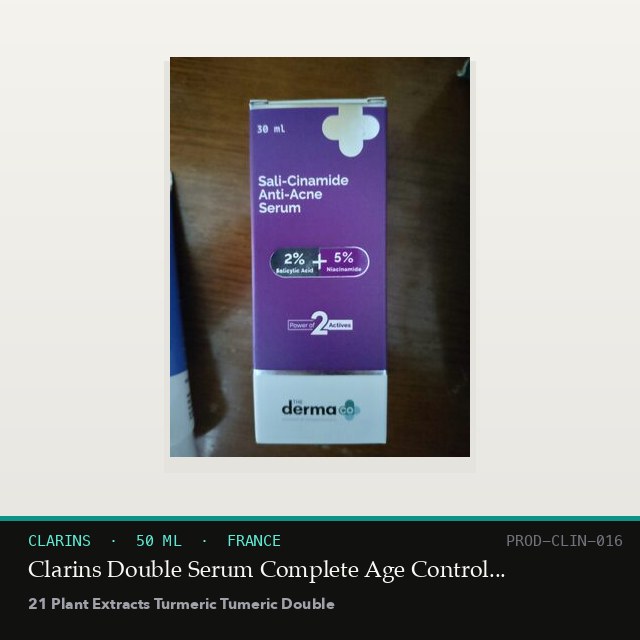 30 ml
Sali-Cinamide
Anti-Acne
Serum
2% + 5%
Salicylic Acid Niacinamide
Power of 2 Actives
THE
derma co
CLARINS · 50 ML · FRANCE
PROD-CLIN-016
Clarins Double Serum Complete Age Control...
21 Plant Extracts Turmeric Tumeric Double